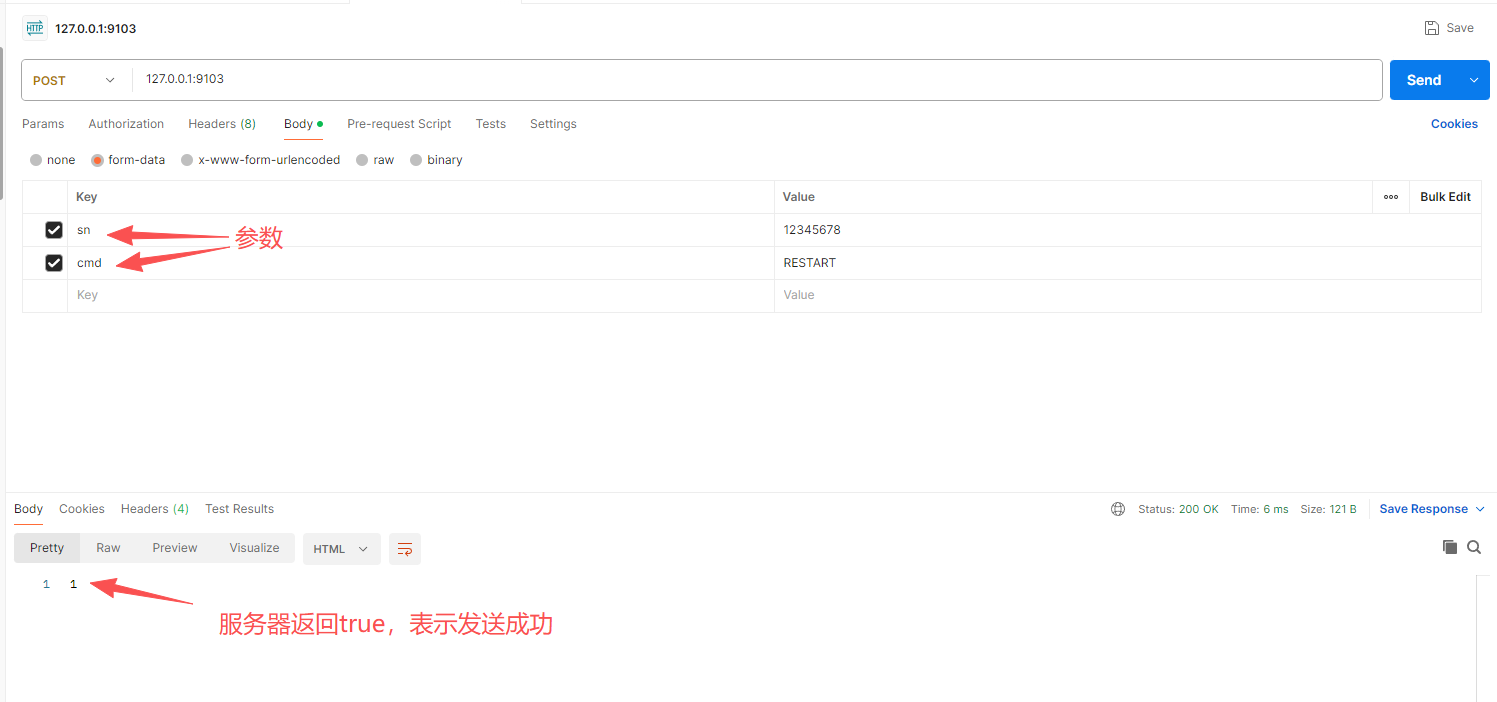 HTTP 127.0.0.1:9103 Save
POST 127.0.0.1:9103 Send
Params Authorization Headers (8) Body Pre-request Script Tests Settings Cookies
none form-data x-www-form-urlencoded raw binary
Key Value Bulk Edit
sn 参数 12345678
cmd RESTART
Key Value
Body Cookies Headers (4) Test Results Status: 200 OK Time: 6 ms Size: 121 B Save Response
Pretty Raw Preview Visualize HTML
1 1
服务器返回true，表示发送成功